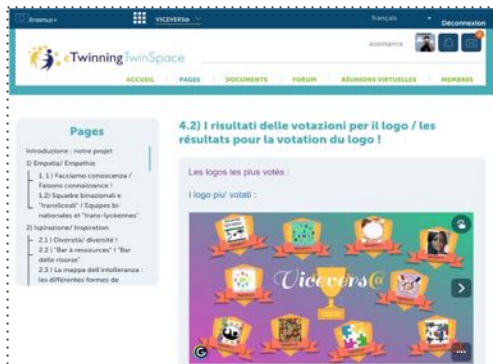 Erasmus+
VICEVERS@
français
Déconnexion
Assistance
eTwinning TwinSpace
ACCUEIL
PAGES
DOCUMENTS
FORUM
RÉUNIONS VIRTUELLES
MEMBRES
Pages
Introduzione : notre projet
1) Empatia/ Empathie
1. 1 ) Facciamo conoscenza /
Faisons connaissance !
1.2) Squadre binazionali e
"transliceali" / Equipes bi-
nationales et "trans-lycéennes"
2) Ispirazione/ Inspiration
2.1 ) Diversità/ diversité !
2.2 ) "Bar à ressources" ! "Bar
delle risorse"
2.3 ) La mappa dell'intolleranza :
les différentes formes de
4.2) I risultati delle votazioni per il logo / les
résultats pour la votation du logo !
Les logos les plus votés :
I logo piu' votati :
Vicevers@